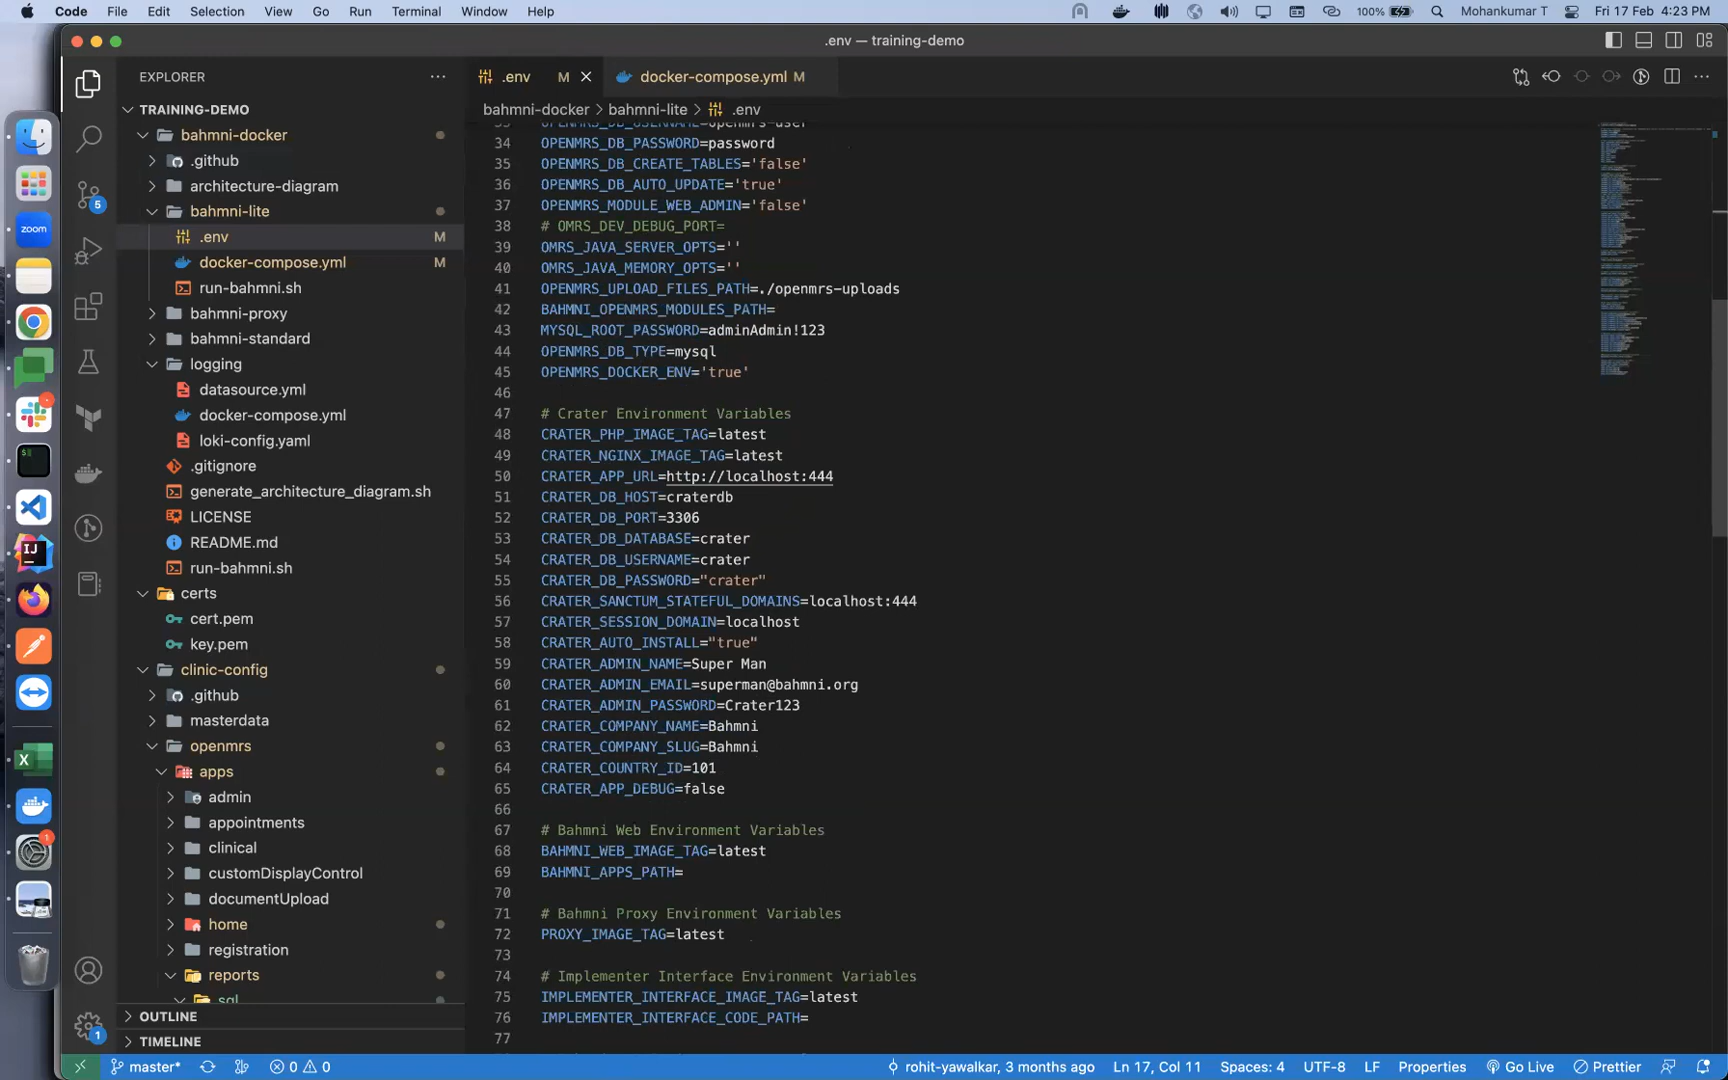 Code File Edit Selection View Go Run Terminal Window Help 100% Mohankumar T Fri 17 Feb 4:23 PM
.env — training-demo
EXPLORER
TRAINING-DEMO
bahmni-docker
.github
architecture-diagram
bahmni-lite
.env M
docker-compose.yml M
run-bahmni.sh
bahmni-proxy
bahmni-standard
logging
datasource.yml
docker-compose.yml
loki-config.yaml
.gitignore
generate_architecture_diagram.sh
LICENSE
README.md
run-bahmni.sh
certs
cert.pem
key.pem
clinic-config
.github
masterdata
openmrs
apps
admin
appointments
clinical
customDisplayControl
documentUpload
home
registration
reports
sql
OUTLINE
TIMELINE
5
1
zoom
1
.env M docker-compose.yml M
bahmni-docker > bahmni-lite > .env
33 OPENMRS_DB_USERNAME=openmrs-user
34 OPENMRS_DB_PASSWORD=password
35 OPENMRS_DB_CREATE_TABLES='false'
36 OPENMRS_DB_AUTO_UPDATE='true'
37 OPENMRS_MODULE_WEB_ADMIN='false'
38 # OMRS_DEV_DEBUG_PORT=
39 OMRS_JAVA_SERVER_OPTS=''
40 OMRS_JAVA_MEMORY_OPTS=''
41 OPENMRS_UPLOAD_FILES_PATH=./openmrs-uploads
42 BAHMNI_OPENMRS_MODULES_PATH=
43 MYSQL_ROOT_PASSWORD=adminAdmin!123
44 OPENMRS_DB_TYPE=mysql
45 OPENMRS_DOCKER_ENV='true'
46
47 # Crater Environment Variables
48 CRATER_PHP_IMAGE_TAG=latest
49 CRATER_NGINX_IMAGE_TAG=latest
50 CRATER_APP_URL=http://localhost:444
51 CRATER_DB_HOST=craterdb
52 CRATER_DB_PORT=3306
53 CRATER_DB_DATABASE=crater
54 CRATER_DB_USERNAME=crater
55 CRATER_DB_PASSWORD="crater"
56 CRATER_SANCTUM_STATEFUL_DOMAINS=localhost:444
57 CRATER_SESSION_DOMAIN=localhost
58 CRATER_AUTO_INSTALL="true"
59 CRATER_ADMIN_NAME=Super Man
60 CRATER_ADMIN_EMAIL=superman@bahmni.org
61 CRATER_ADMIN_PASSWORD=Crater123
62 CRATER_COMPANY_NAME=Bahmni
63 CRATER_COMPANY_SLUG=Bahmni
64 CRATER_COUNTRY_ID=101
65 CRATER_APP_DEBUG=false
66
67 # Bahmni Web Environment Variables
68 BAHMNI_WEB_IMAGE_TAG=latest
69 BAHMNI_APPS_PATH=
70
71 # Bahmni Proxy Environment Variables
72 PROXY_IMAGE_TAG=latest
73
74 # Implementer Interface Environment Variables
75 IMPLEMENTER_INTERFACE_IMAGE_TAG=latest
76 IMPLEMENTER_INTERFACE_CODE_PATH=
77
master* 0 0 rohit-yawalkar, 3 months ago Ln 17, Col 11 Spaces: 4 UTF-8 LF Properties Go Live Prettier